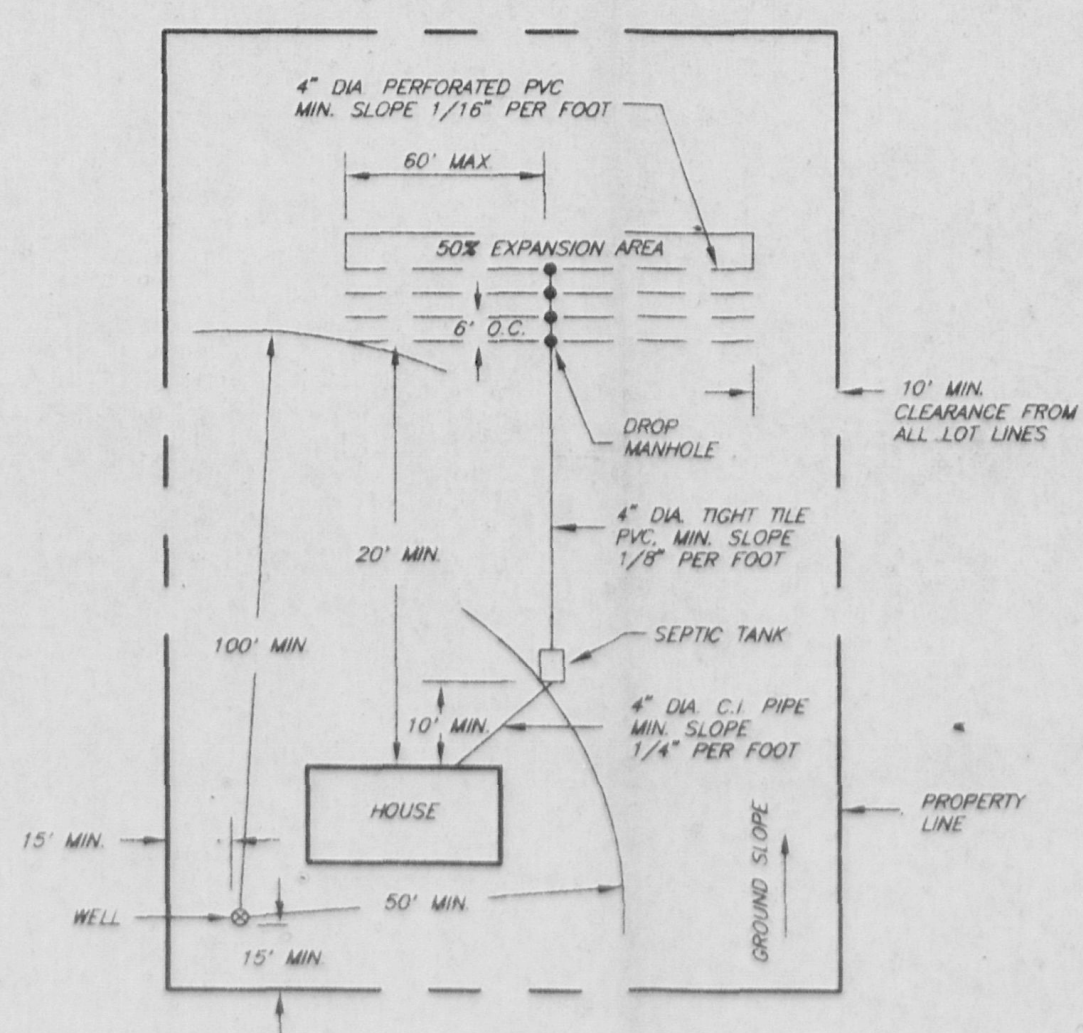 4" DIA. PERFORATED PVC
MIN. SLOPE 1/16" PER FOOT
60' MAX.
50% EXPANSION AREA
6' O.C.
10' MIN.
CLEARANCE FROM
ALL LOT LINES
DROP
MANHOLE
4" DIA. TIGHT TILE
PVC, MIN. SLOPE
1/8" PER FOOT
20' MIN.
100' MIN.
SEPTIC TANK
10' MIN.
4" DIA. C.I. PIPE
MIN. SLOPE
1/4" PER FOOT
HOUSE
PROPERTY
LINE
15' MIN.
GROUND SLOPE
WELL
50' MIN.
15' MIN.